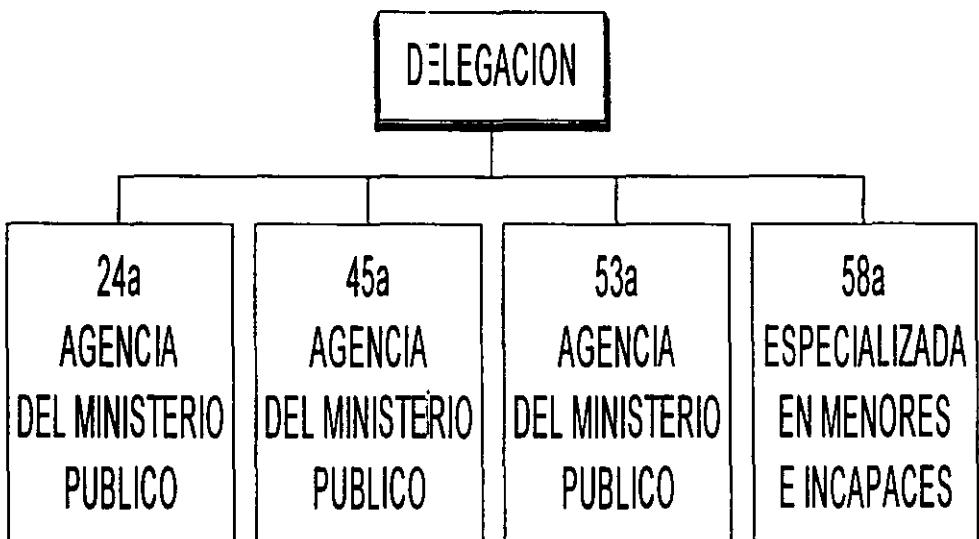 DELEGACION
24a
AGENCIA
DEL MINISTERIO
PUBLICO
45a
AGENCIA
DEL MINISTERIO
PUBLICO
53a
AGENCIA
DEL MINISTERIO
PUBLICO
58a
ESPECIALIZADA
EN MENORES
E INCAPACES